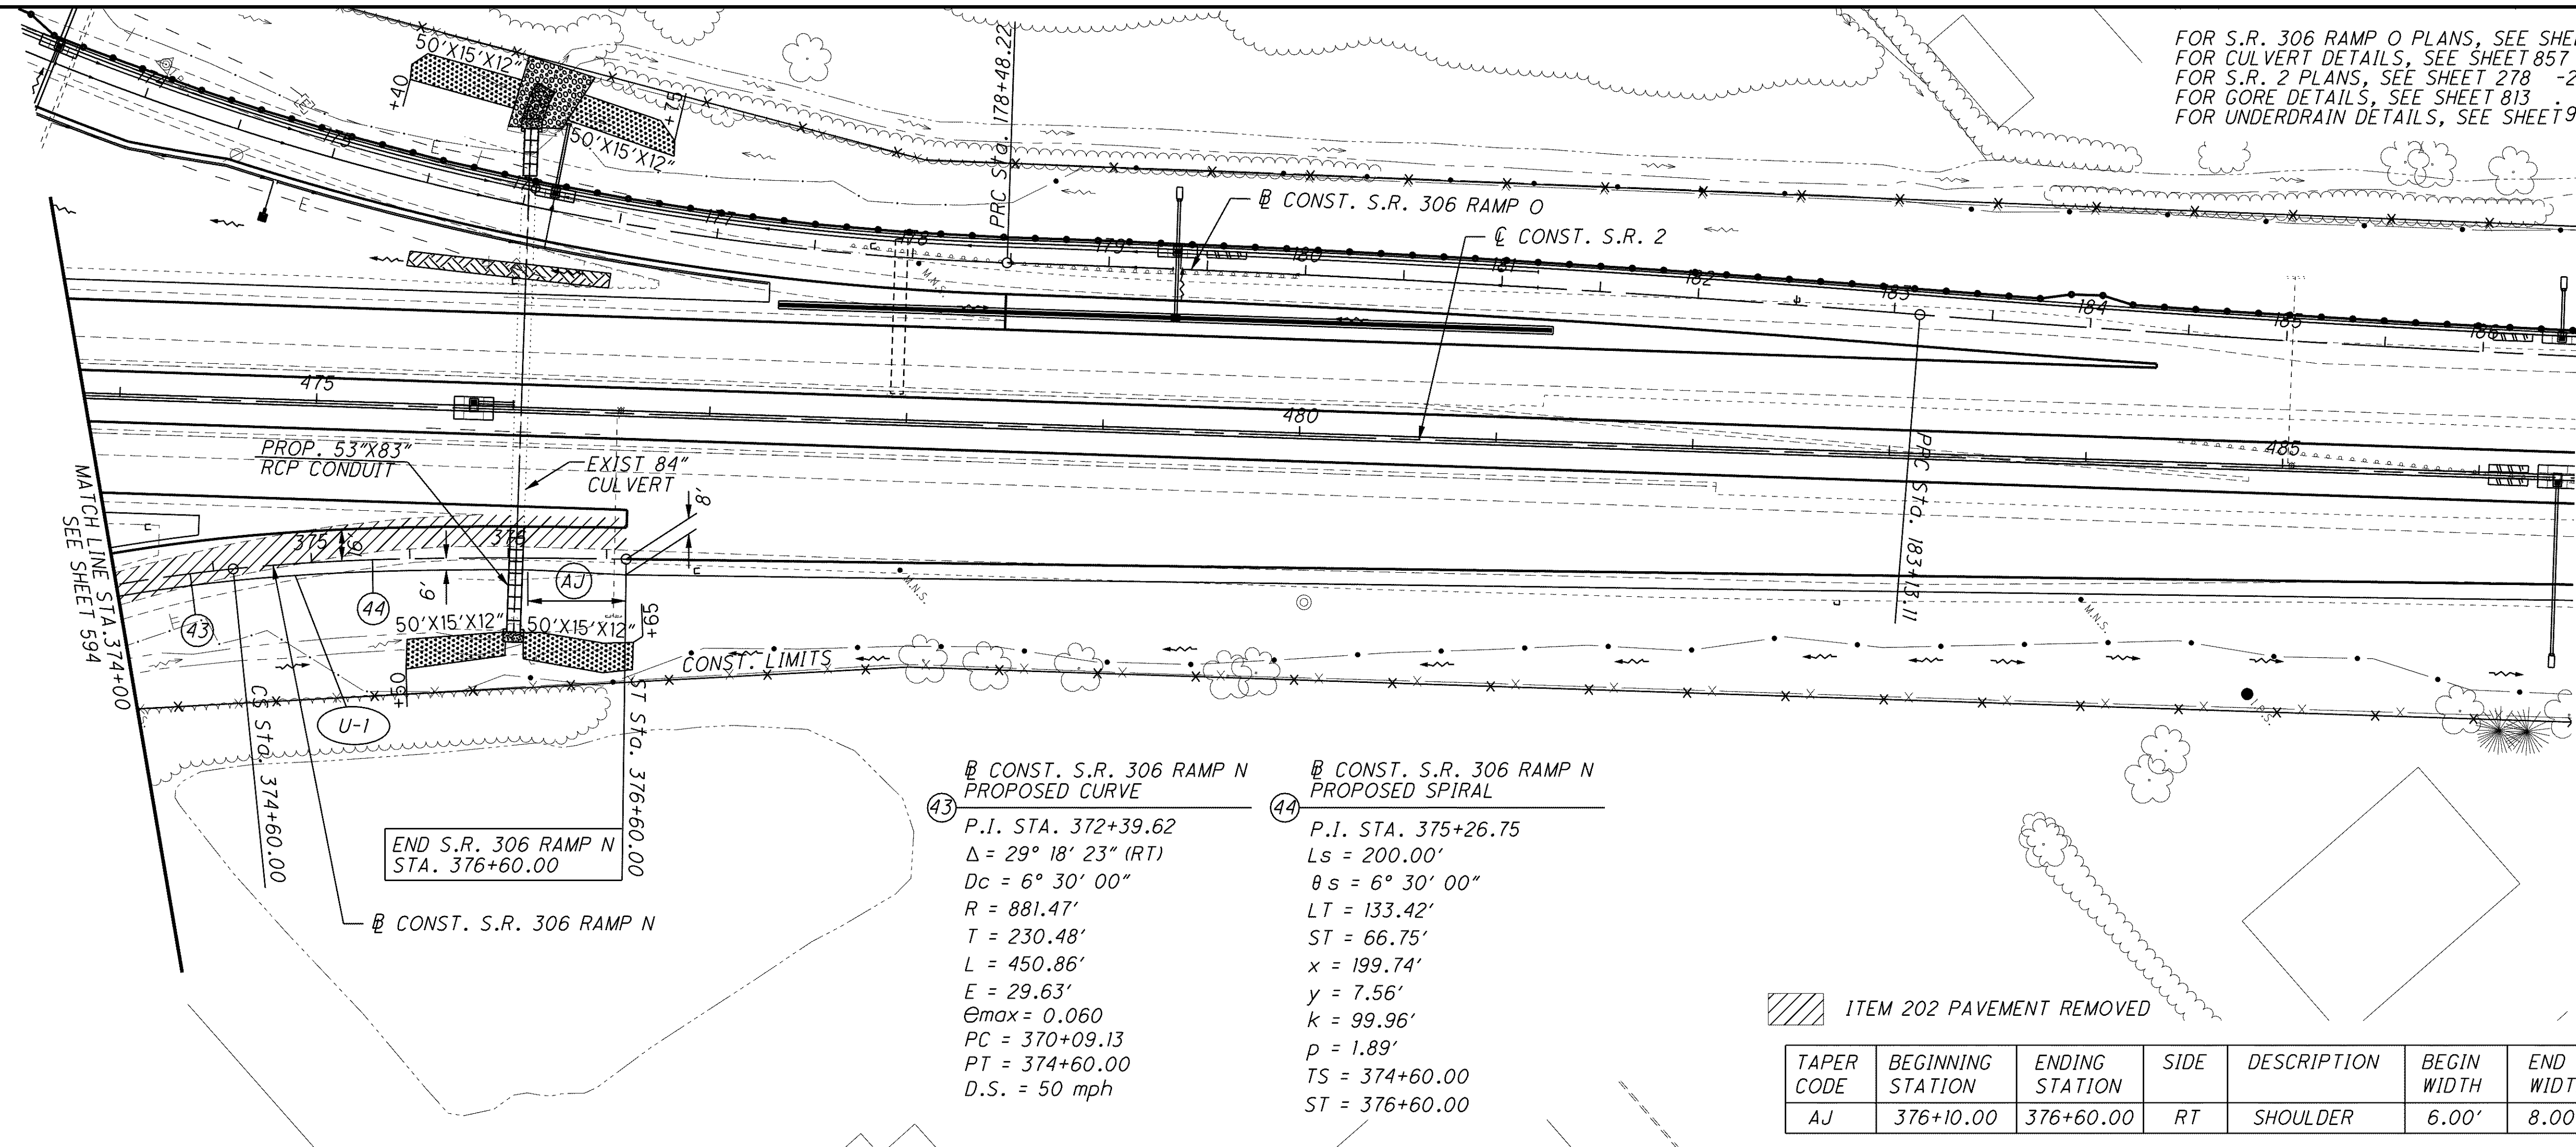 FOR S.R. 306 RAMP O PLANS, SEE SHE
FOR CULVERT DETAILS, SEE SHEET 857
FOR S.R. 2 PLANS, SEE SHEET 278 -2
FOR GORE DETAILS, SEE SHEET 813
FOR UNDERDRAIN DETAILS, SEE SHEET 9
50'X15'X12"
+40
+75
50'X15'X12"
PRC Sta. 178+48.22
175
177
178
179
180
181
182
183
184
185
186
℄ CONST. S.R. 306 RAMP O
℄ CONST. S.R. 2
M.N.S.
475
480
485
PROP. 53"X83"
RCP CONDUIT
EXIST 84"
CULVERT
8'
MATCH LINE STA.374+00
SEE SHEET 594
375
16'
376
6'
AJ
43
44
50'X15'X12"
50'X15'X12"
+65
+50
M.N.S.
M.N.S.
PRC Sta. 183+13.11
CONST. LIMITS
I.P.S.
U-1
CS Sta. 374+60.00
ST Sta. 376+60.00
END S.R. 306 RAMP N
STA. 376+60.00
℄ CONST. S.R. 306 RAMP N
43
℄ CONST. S.R. 306 RAMP N
PROPOSED CURVE
P.I. STA. 372+39.62
Δ = 29° 18' 23" (RT)
Dc = 6° 30' 00"
R = 881.47'
T = 230.48'
L = 450.86'
E = 29.63'
emax = 0.060
PC = 370+09.13
PT = 374+60.00
D.S. = 50 mph
44
℄ CONST. S.R. 306 RAMP N
PROPOSED SPIRAL
P.I. STA. 375+26.75
Ls = 200.00'
θs = 6° 30' 00"
LT = 133.42'
ST = 66.75'
x = 199.74'
y = 7.56'
k = 99.96'
p = 1.89'
TS = 374+60.00
ST = 376+60.00
ITEM 202 PAVEMENT REMOVED
TAPER CODE BEGINNING STATION ENDING STATION SIDE DESCRIPTION BEGIN WIDTH END WIDT
AJ 376+10.00 376+60.00 RT SHOULDER 6.00' 8.00